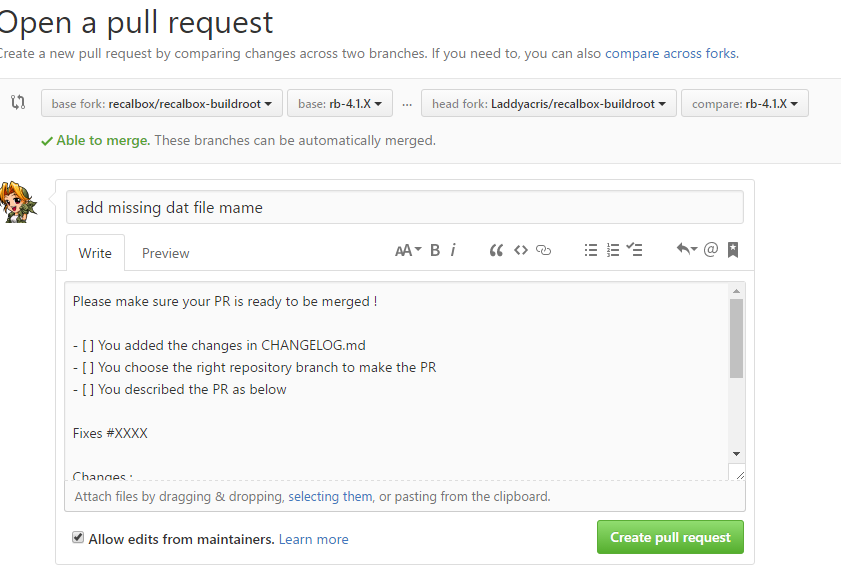 Open a pull request
Create a new pull request by comparing changes across two branches. If you need to, you can also compare across forks.
base fork: recalbox/recalbox-buildroot base: rb-4.1.X ... head fork: Laddyacris/recalbox-buildroot compare: rb-4.1.X
Able to merge. These branches can be automatically merged.
add missing dat file mame
Write Preview AA B i “ <> @
Please make sure your PR is ready to be merged !
- [ ] You added the changes in CHANGELOG.md
- [ ] You choose the right repository branch to make the PR
- [ ] You described the PR as below
Fixes #XXXX
Changes :
Attach files by dragging & dropping, selecting them, or pasting from the clipboard.
Allow edits from maintainers. Learn more Create pull request